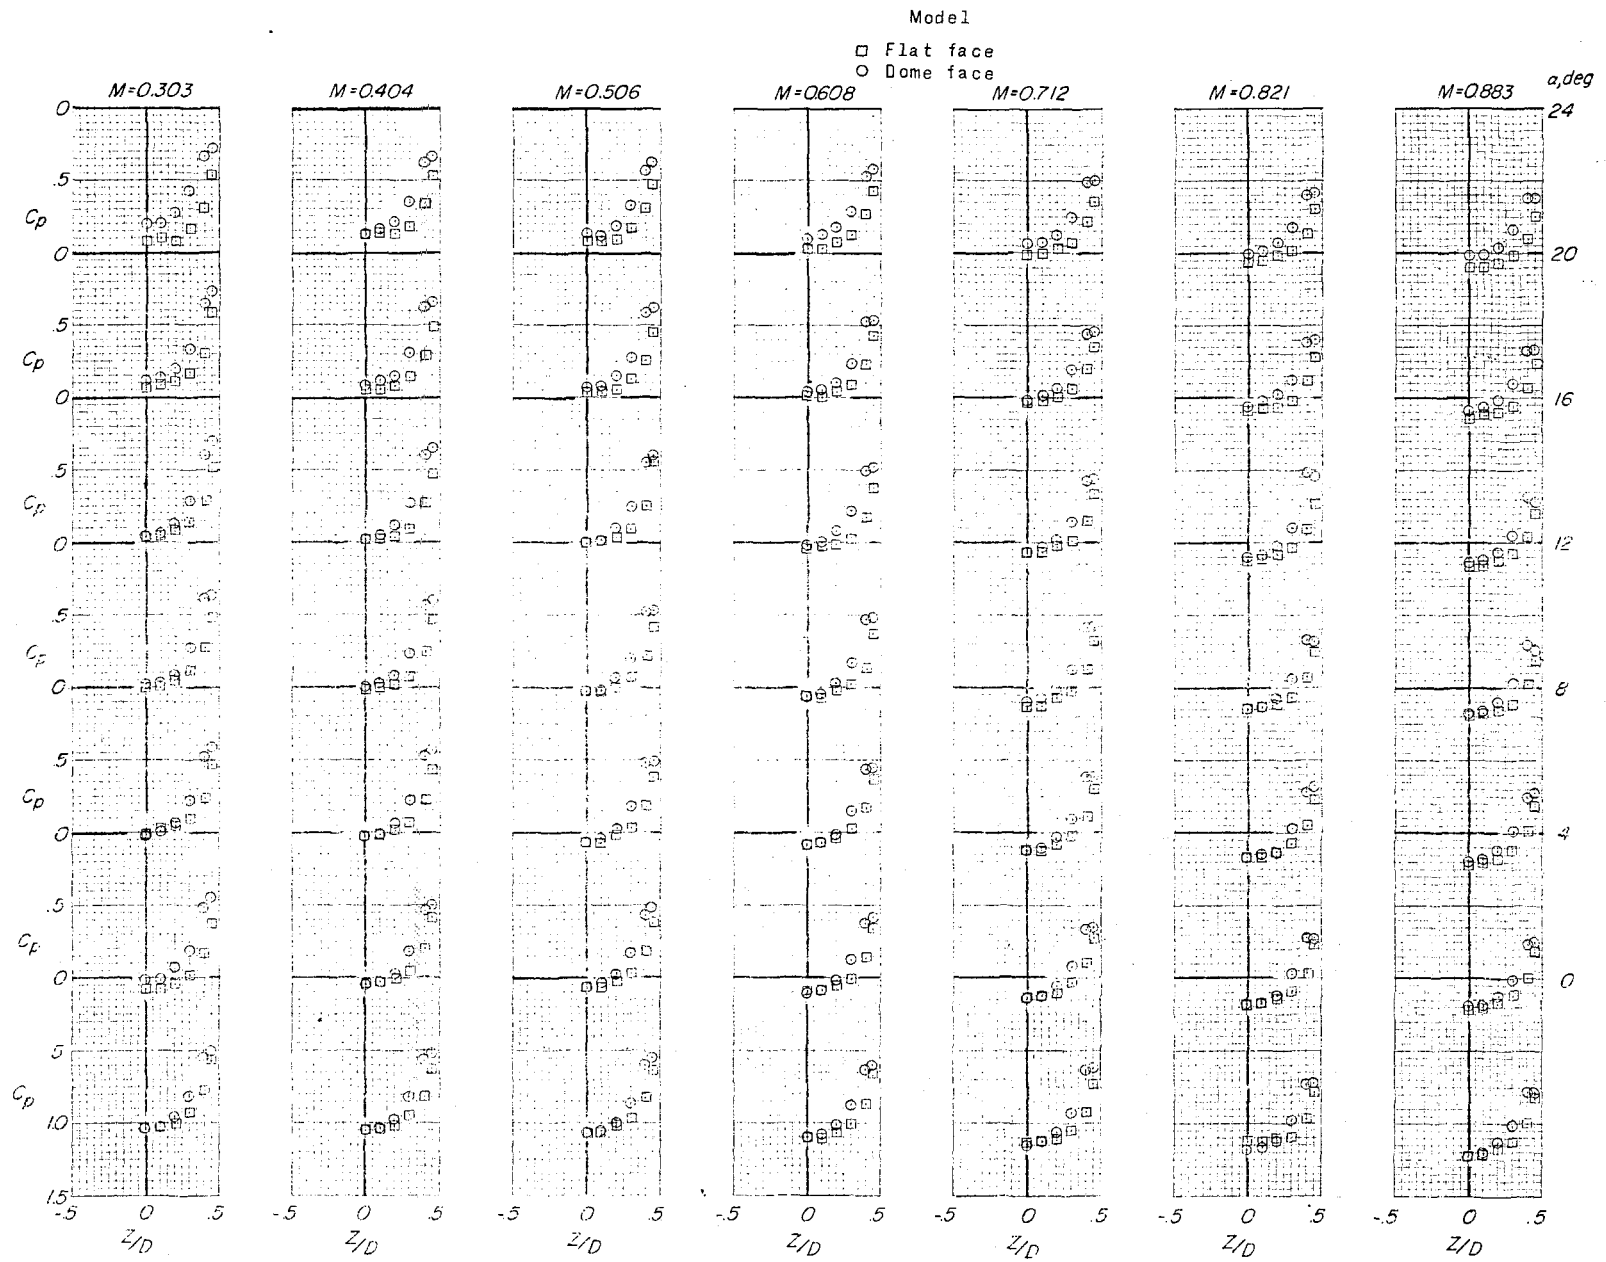 Model
□ Flat face
○ Dome face
M=0.303 M=0.404 M=0.506 M=0.608 M=0.712 M=0.821 M=0.883 α,deg
0 24
.5
Cp
0 20
.5
Cp
0 16
.5
Cp
0 12
.5
Cp
0 8
.5
Cp
0 4
.5
Cp
0 0
.5
Cp
1.0
1.5
-.5 0 .5 -.5 0 .5 -.5 0 .5 -.5 0 .5 -.5 0 .5 -.5 0 .5 -.5 0 .5
Z/D Z/D Z/D Z/D Z/D Z/D Z/D